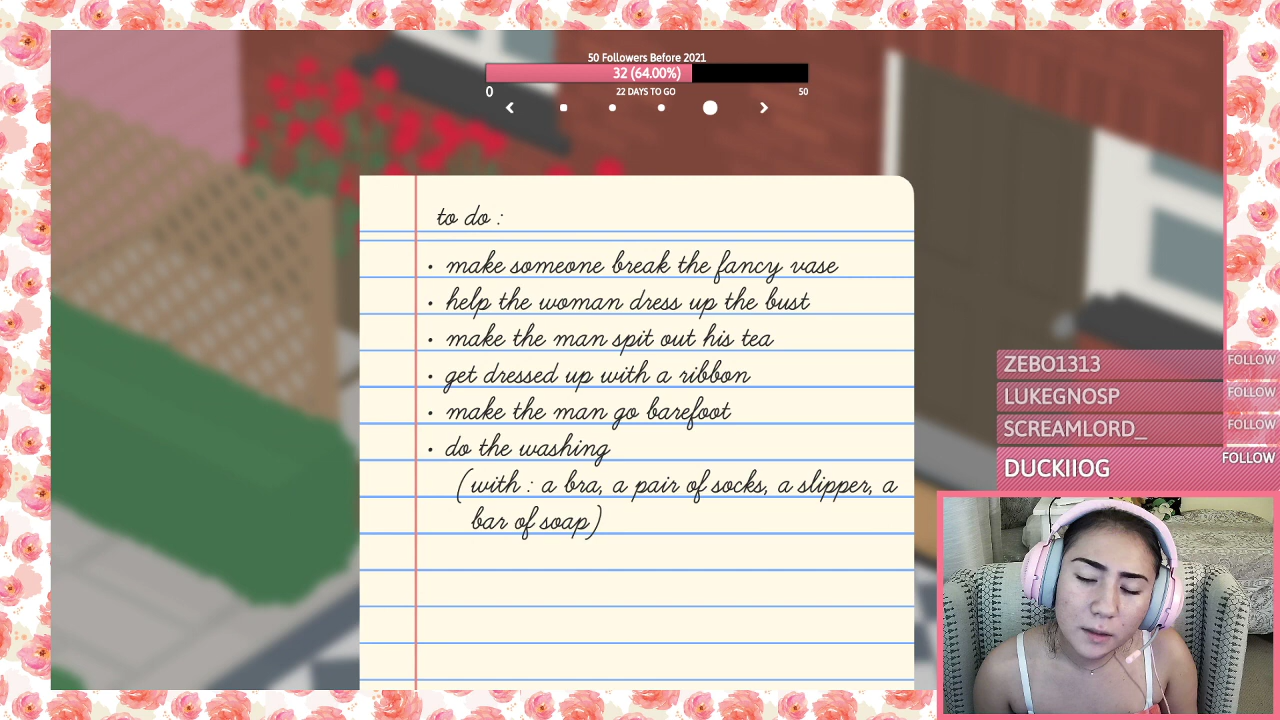 50 Followers Before 2021
32 (64.00%)
0 22 DAYS TO GO 50
to do :
• make someone break the fancy vase
• help the woman dress up the bust
• make the man spit out his tea
• get dressed up with a ribbon
• make the man go barefoot
• do the washing
(with : a bra, a pair of socks, a slipper, a
bar of soap)
ZEBO1313 FOLLOW
LUKEGNOSP FOLLOW
SCREAMLORD_ FOLLOW
DUCKIIOG FOLLOW